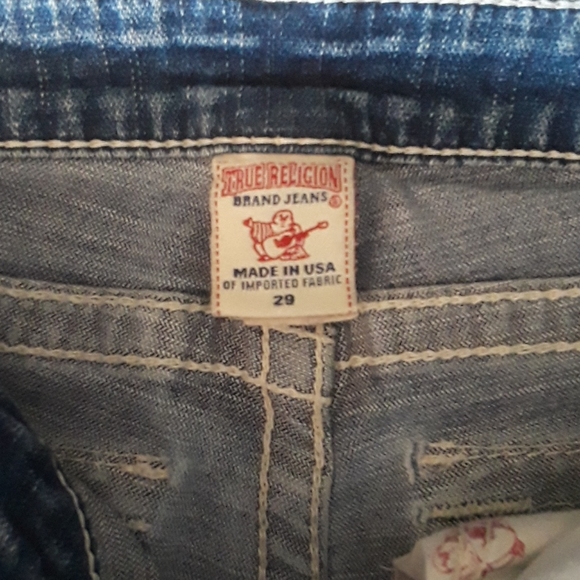 TRUE RELIGION
BRAND JEANS®
MADE IN USA
OF IMPORTED FABRIC
29